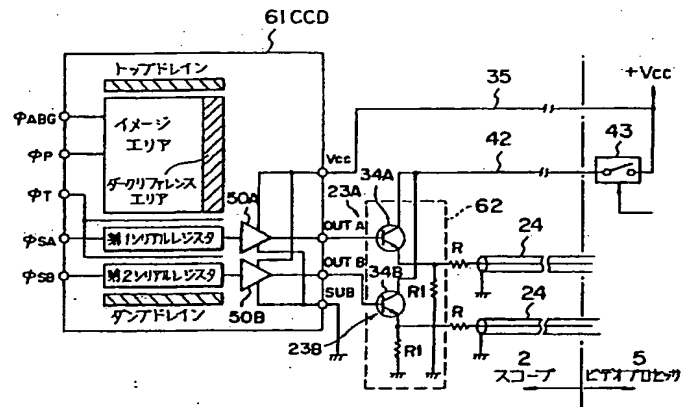 61 CCD
トップドレイン
イメージ
エリア
ダークリファレンス
エリア
第1シリアルレジスタ
第2シリアルレジスタ
ダンプドレイン
φABG
φP
φT
φSA
φSB
50A
50B
Vcc
OUT A
OUT B
SUB
23A
34A
34B
23B
62
R1
R1
R
R
24
24
35
42
+Vcc
43
2
スコープ
5
ビデオプロセッサ